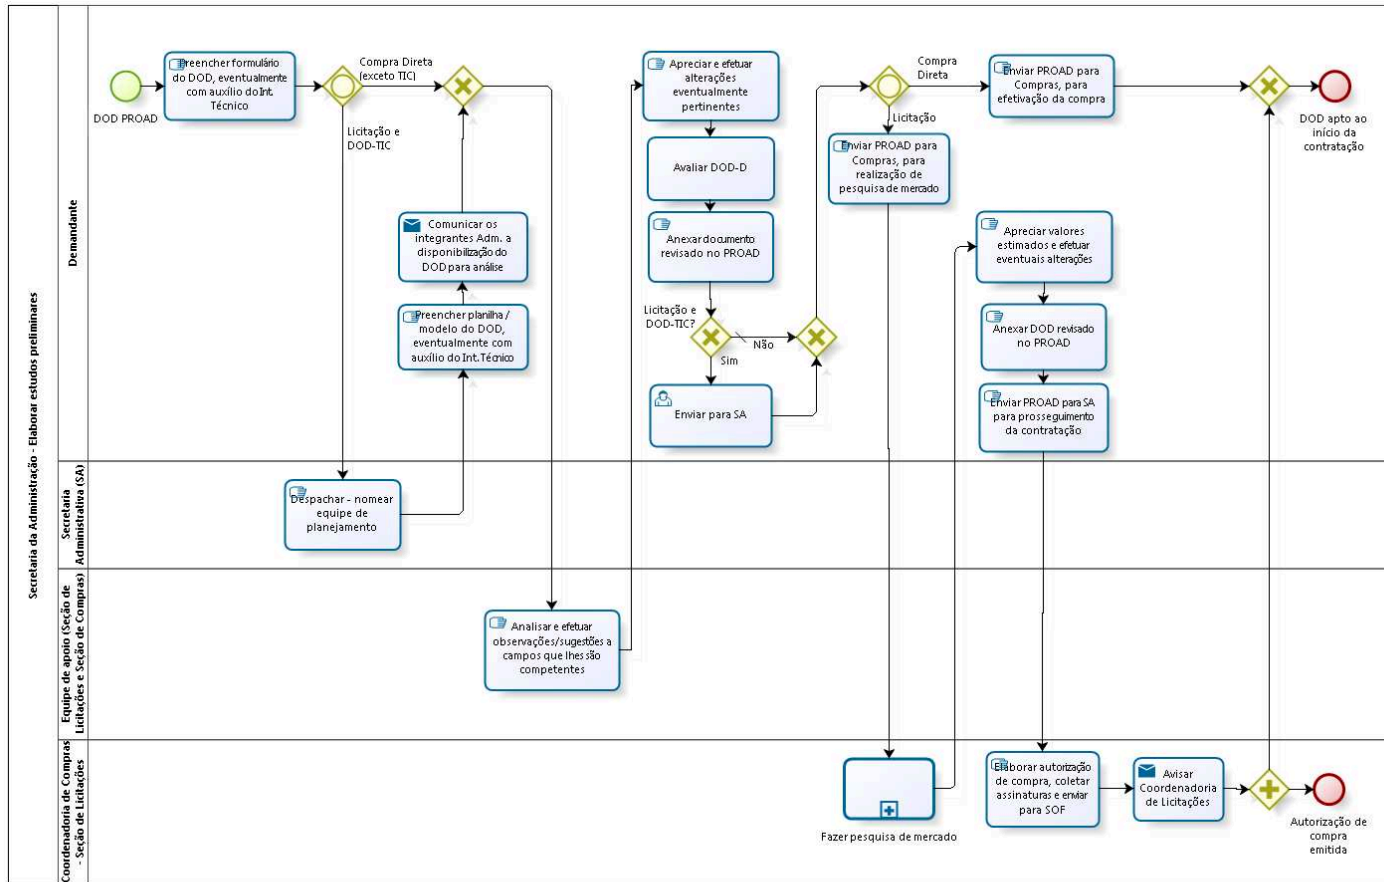 Secretaria da Administração - Elaborar estudos preliminares
Demandante
DOD PROAD
Preencher formulário
do DOD, eventualmente
com auxílio do Int.
Técnico
Compra Direta
(exceto TIC)
Licitação e
DOD-TIC
Comunicar os
integrantes Adm. a
disponibilização do
DOD para análise
Preencher planilha /
modelo do DOD,
eventualmente com
auxílio do Int. Técnico
Apreciar e efetuar
alterações
eventualmente
pertinentes
Avaliar DOD-D
Anexar documento
revisado no PROAD
Licitação e
DOD-TIC?
Não
Sim
Enviar para SA
Compra
Direta
Licitação
Enviar PROAD para
Compras, para
efetivação da compra
Enviar PROAD para
Compras, para
realização de
pesquisa de mercado
Apreciar valores
estimados e efetuar
eventuais alterações
Anexar DOD revisado
no PROAD
Enviar PROAD para SA
para prosseguimento
da contratação
DOD apto ao
início da
contratação
Secretaria
Administrativa (SA)
Despachar - nomear
equipe de
planejamento
Equipe de apoio (Seção de
Licitações e Seção de Compras)
Analisar e efetuar
observações/sugestões a
campos que lhes são
competentes
Coordenadoria de Compras
- Seção de Licitações
Fazer pesquisa de mercado
Elaborar autorização
de compra, coletar
assinaturas e enviar
para SOF
Avisar
Coordenadoria
de Licitações
Autorização de
compra
emitida